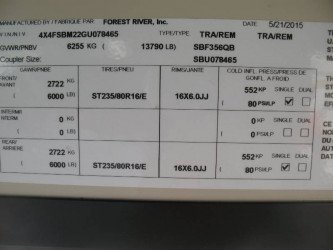 MANUFACTURED BY / FABRIQUÉ PAR : FOREST RIVER, Inc.
DATE 5/21/2015
V.I.N./N.I.V 4X4FSBM22GU078465 TYPE/TYPE TRA/REM TRA/REM
GVWR/PNBV 6255 KG ( 13790 LB) SBF356QB
Coupler Size: SBU078465
GAWR/PNBE TIRES/PNEU RIMS/JANTE COLD INFL. PRESS/PRESS DE GONFL A FROID
FRONT/ AVANT 2722 KG 552 KP SINGLE DUAL
( 6000 LB) ST235/80R16/E 16X6.0JJ ( 80 PSI/LP
INTERMIT INTERM 0 KG 0 KP SINGLE DUAL
( 0 LB) ( 0 PSI/LP
REAR/ ARRIERE 2722 KG 552 KP SINGLE DUAL
( 6000 LB) ST235/80R16/E 16X6.0JJ ( 80 PSI/LP